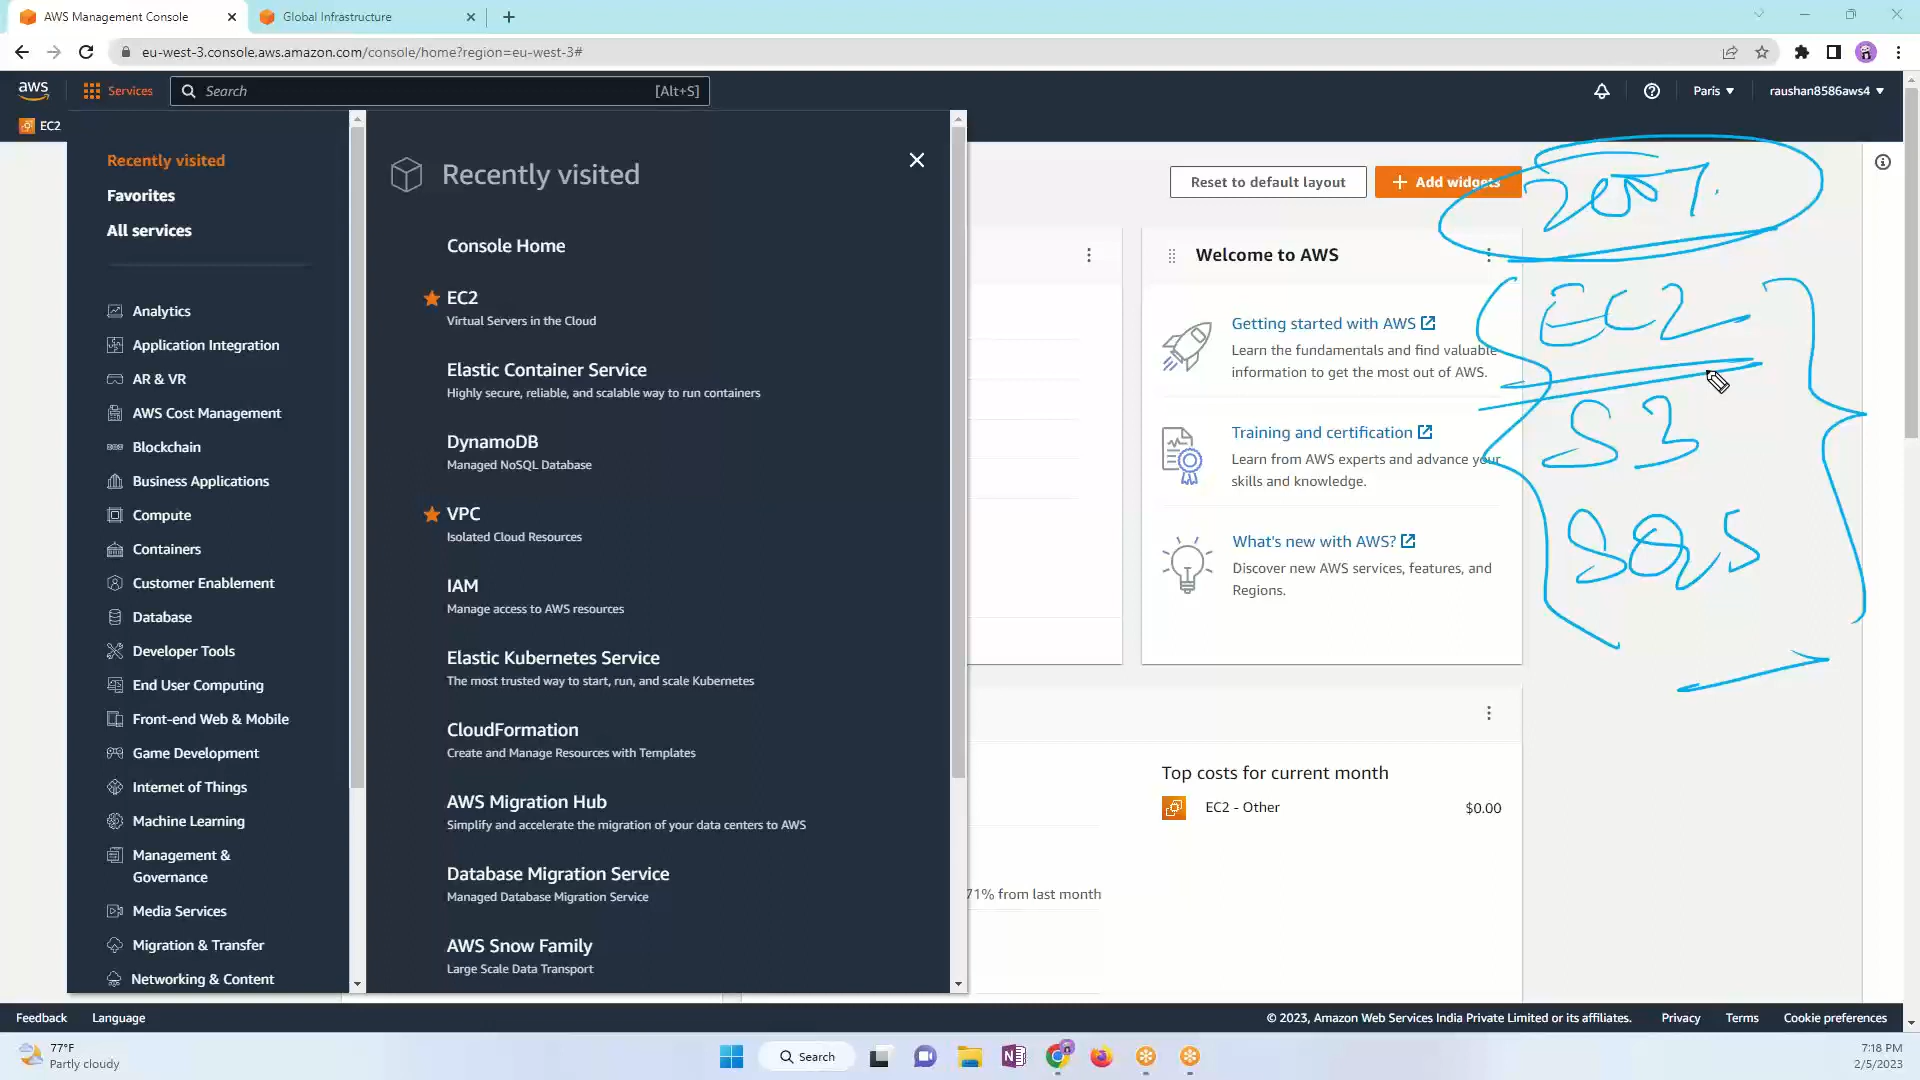 AWS Management Console
Global Infrastructure
eu-west-3.console.aws.amazon.com/console/home?region=eu-west-3#
aws
Services
Search
[Alt+S]
Paris
raushan8586aws4
EC2
Recently visited
Favorites
All services
Analytics
Application Integration
AR & VR
AWS Cost Management
Blockchain
Business Applications
Compute
Containers
Customer Enablement
Database
Developer Tools
End User Computing
Front-end Web & Mobile
Game Development
Internet of Things
Machine Learning
Management &
Governance
Media Services
Migration & Transfer
Networking & Content
Recently visited
Console Home
EC2
Virtual Servers in the Cloud
Elastic Container Service
Highly secure, reliable, and scalable way to run containers
DynamoDB
Managed NoSQL Database
VPC
Isolated Cloud Resources
IAM
Manage access to AWS resources
Elastic Kubernetes Service
The most trusted way to start, run, and scale Kubernetes
CloudFormation
Create and Manage Resources with Templates
AWS Migration Hub
Simplify and accelerate the migration of your data centers to AWS
Database Migration Service
Managed Database Migration Service
AWS Snow Family
Large Scale Data Transport
Reset to default layout
Add widgets
Welcome to AWS
Getting started with AWS
Learn the fundamentals and find valuable
information to get the most out of AWS.
Training and certification
Learn from AWS experts and advance your
skills and knowledge.
What's new with AWS?
Discover new AWS services, features, and
Regions.
Top costs for current month
EC2 - Other
$0.00
71% from last month
2007.
EC2
S3
SQS
Feedback
Language
© 2023, Amazon Web Services India Private Limited or its affiliates.
Privacy
Terms
Cookie preferences
77°F
Partly cloudy
Search
7:18 PM
2/5/2023